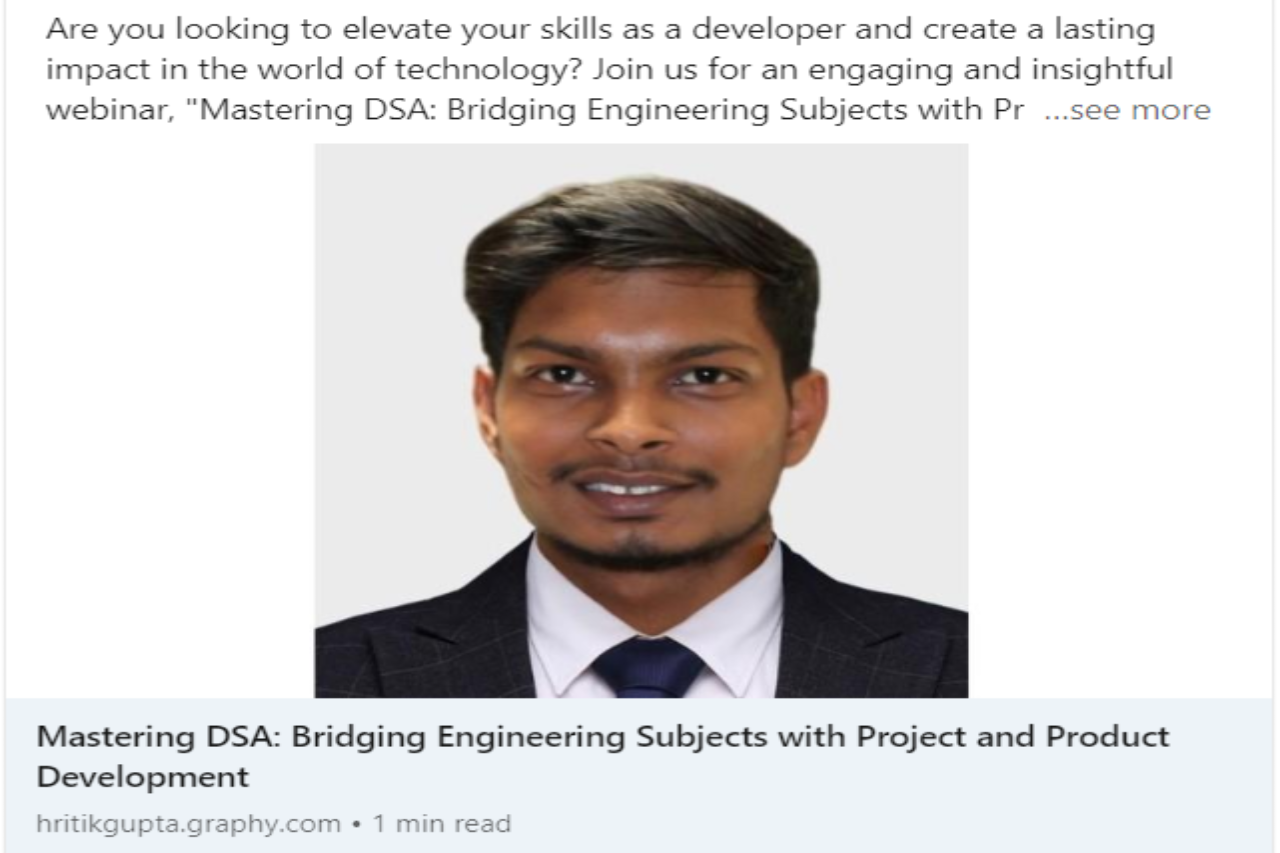 Are you looking to elevate your skills as a developer and create a lasting
impact in the world of technology? Join us for an engaging and insightful
webinar, "Mastering DSA: Bridging Engineering Subjects with Pr ...see more
Mastering DSA: Bridging Engineering Subjects with Project and Product
Development
hritikgupta.graphy.com • 1 min read